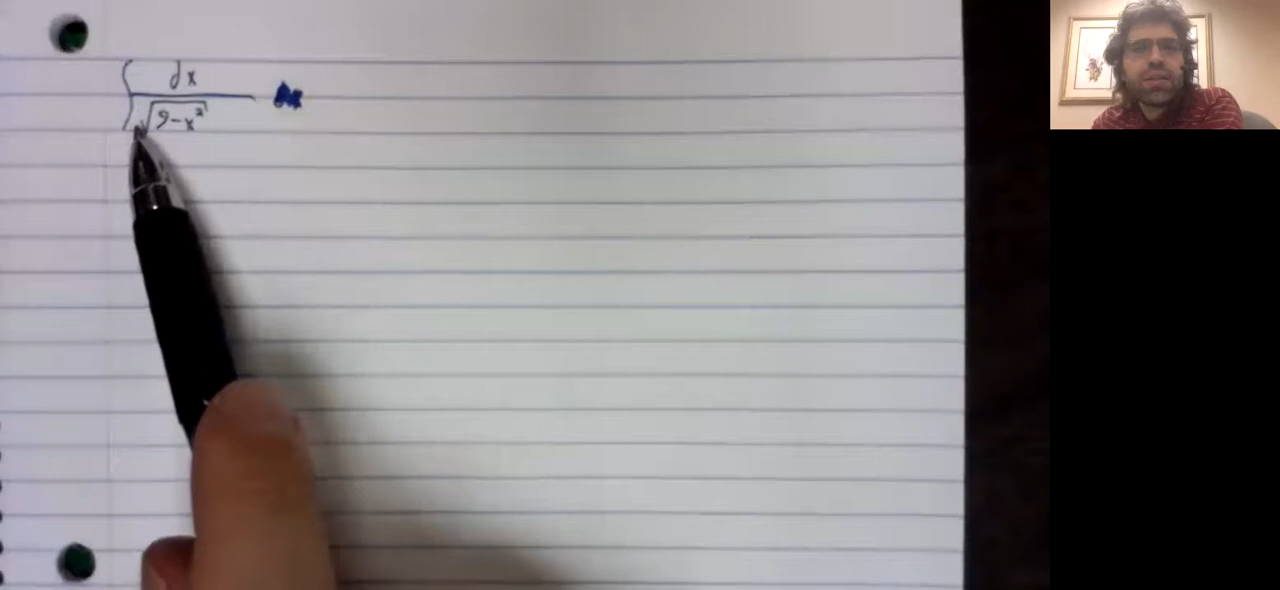 ∫ dx / √(9-x²)